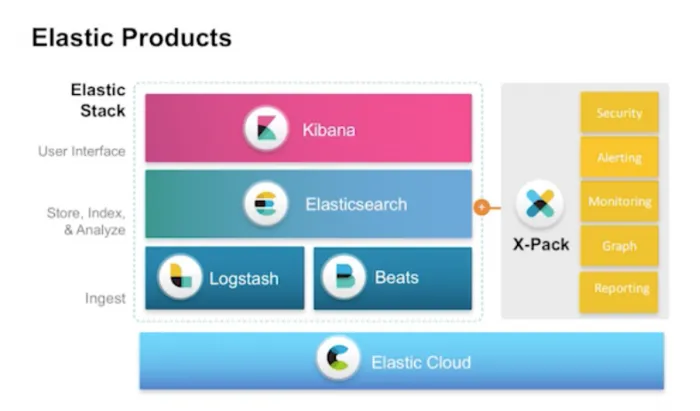 Elastic Products
Elastic
Stack
User Interface
Store, Index,
& Analyze
Ingest
Kibana
Elasticsearch
Logstash
Beats
X-Pack
Security
Alerting
Monitoring
Graph
Reporting
Elastic Cloud